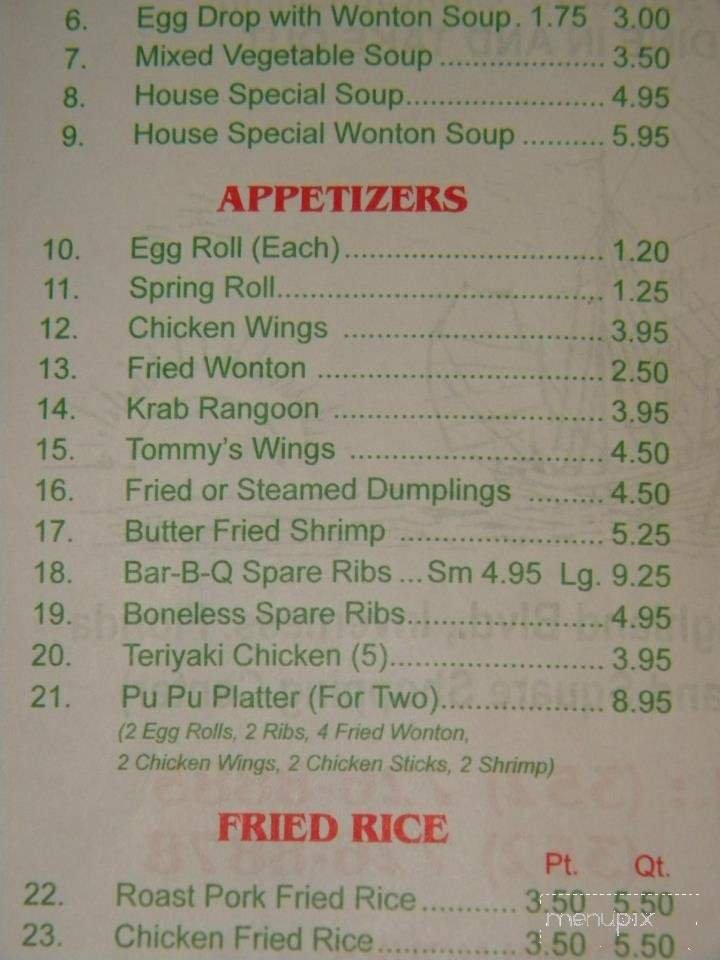 6. Egg Drop with Wonton Soup. 1.75 3.00
7. Mixed Vegetable Soup ................... 3.50
8. House Special Soup....................... 4.95
9. House Special Wonton Soup .......... 5.95
APPETIZERS
10. Egg Roll (Each).............................. 1.20
11. Spring Roll...................................... 1.25
12. Chicken Wings .............................. 3.95
13. Fried Wonton ................................. 2.50
14. Krab Rangoon ............................... 3.95
15. Tommy's Wings ............................. 4.50
16. Fried or Steamed Dumplings ......... 4.50
17. Butter Fried Shrimp ........................ 5.25
18. Bar-B-Q Spare Ribs ... Sm 4.95 Lg. 9.25
19. Boneless Spare Ribs....................... 4.95
20. Teriyaki Chicken (5)......................... 3.95
21. Pu Pu Platter (For Two)................... 8.95
(2 Egg Rolls, 2 Ribs, 4 Fried Wonton,
2 Chicken Wings, 2 Chicken Sticks, 2 Shrimp)
FRIED RICE
Pt. Qt.
22. Roast Pork Fried Rice........... 3.50 5.50
23. Chicken Fried Rice................ 3.50 5.50
menupix